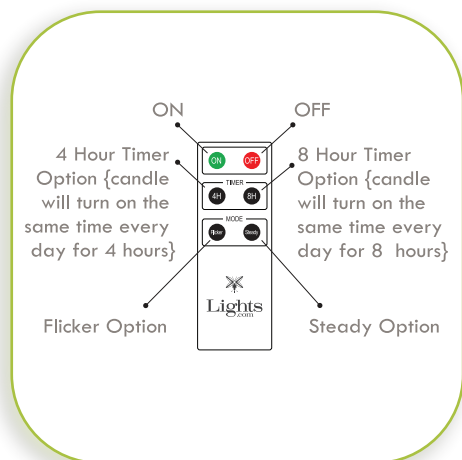 ON
OFF
4 Hour Timer
Option {candle
will turn on the
same time every
day for 4 hours}
8 Hour Timer
Option {candle
will turn on the
same time every
day for 8 hours}
ON
OFF
TIMER
4H
8H
MODE
Flicker
Steady
Lights
.com
Flicker Option
Steady Option